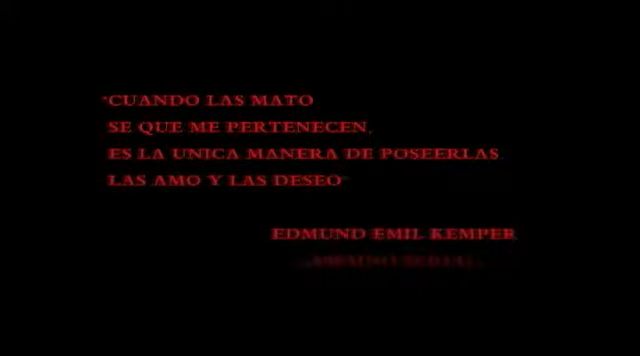 "CUANDO LAS MATO
SE QUE ME PERTENECEN,
ES LA UNICA MANERA DE POSEERLAS
LAS AMO Y LAS DESEO"
EDMUND EMIL KEMPER